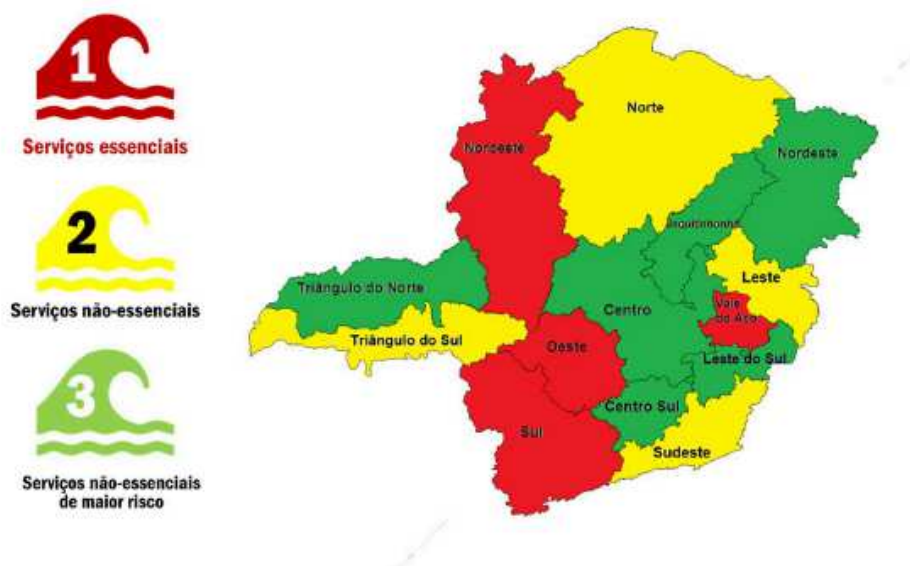 1
Serviços essenciais
2
Serviços não-essenciais
3
Serviços não-essenciais
de maior risco
Norte
Noroeste
Nordeste
Jequitinhonha
Leste
Triângulo do Norte
Centro
Vale
do Aço
Triângulo do Sul
Oeste
Leste do Sul
Centro Sul
Sul
Sudeste